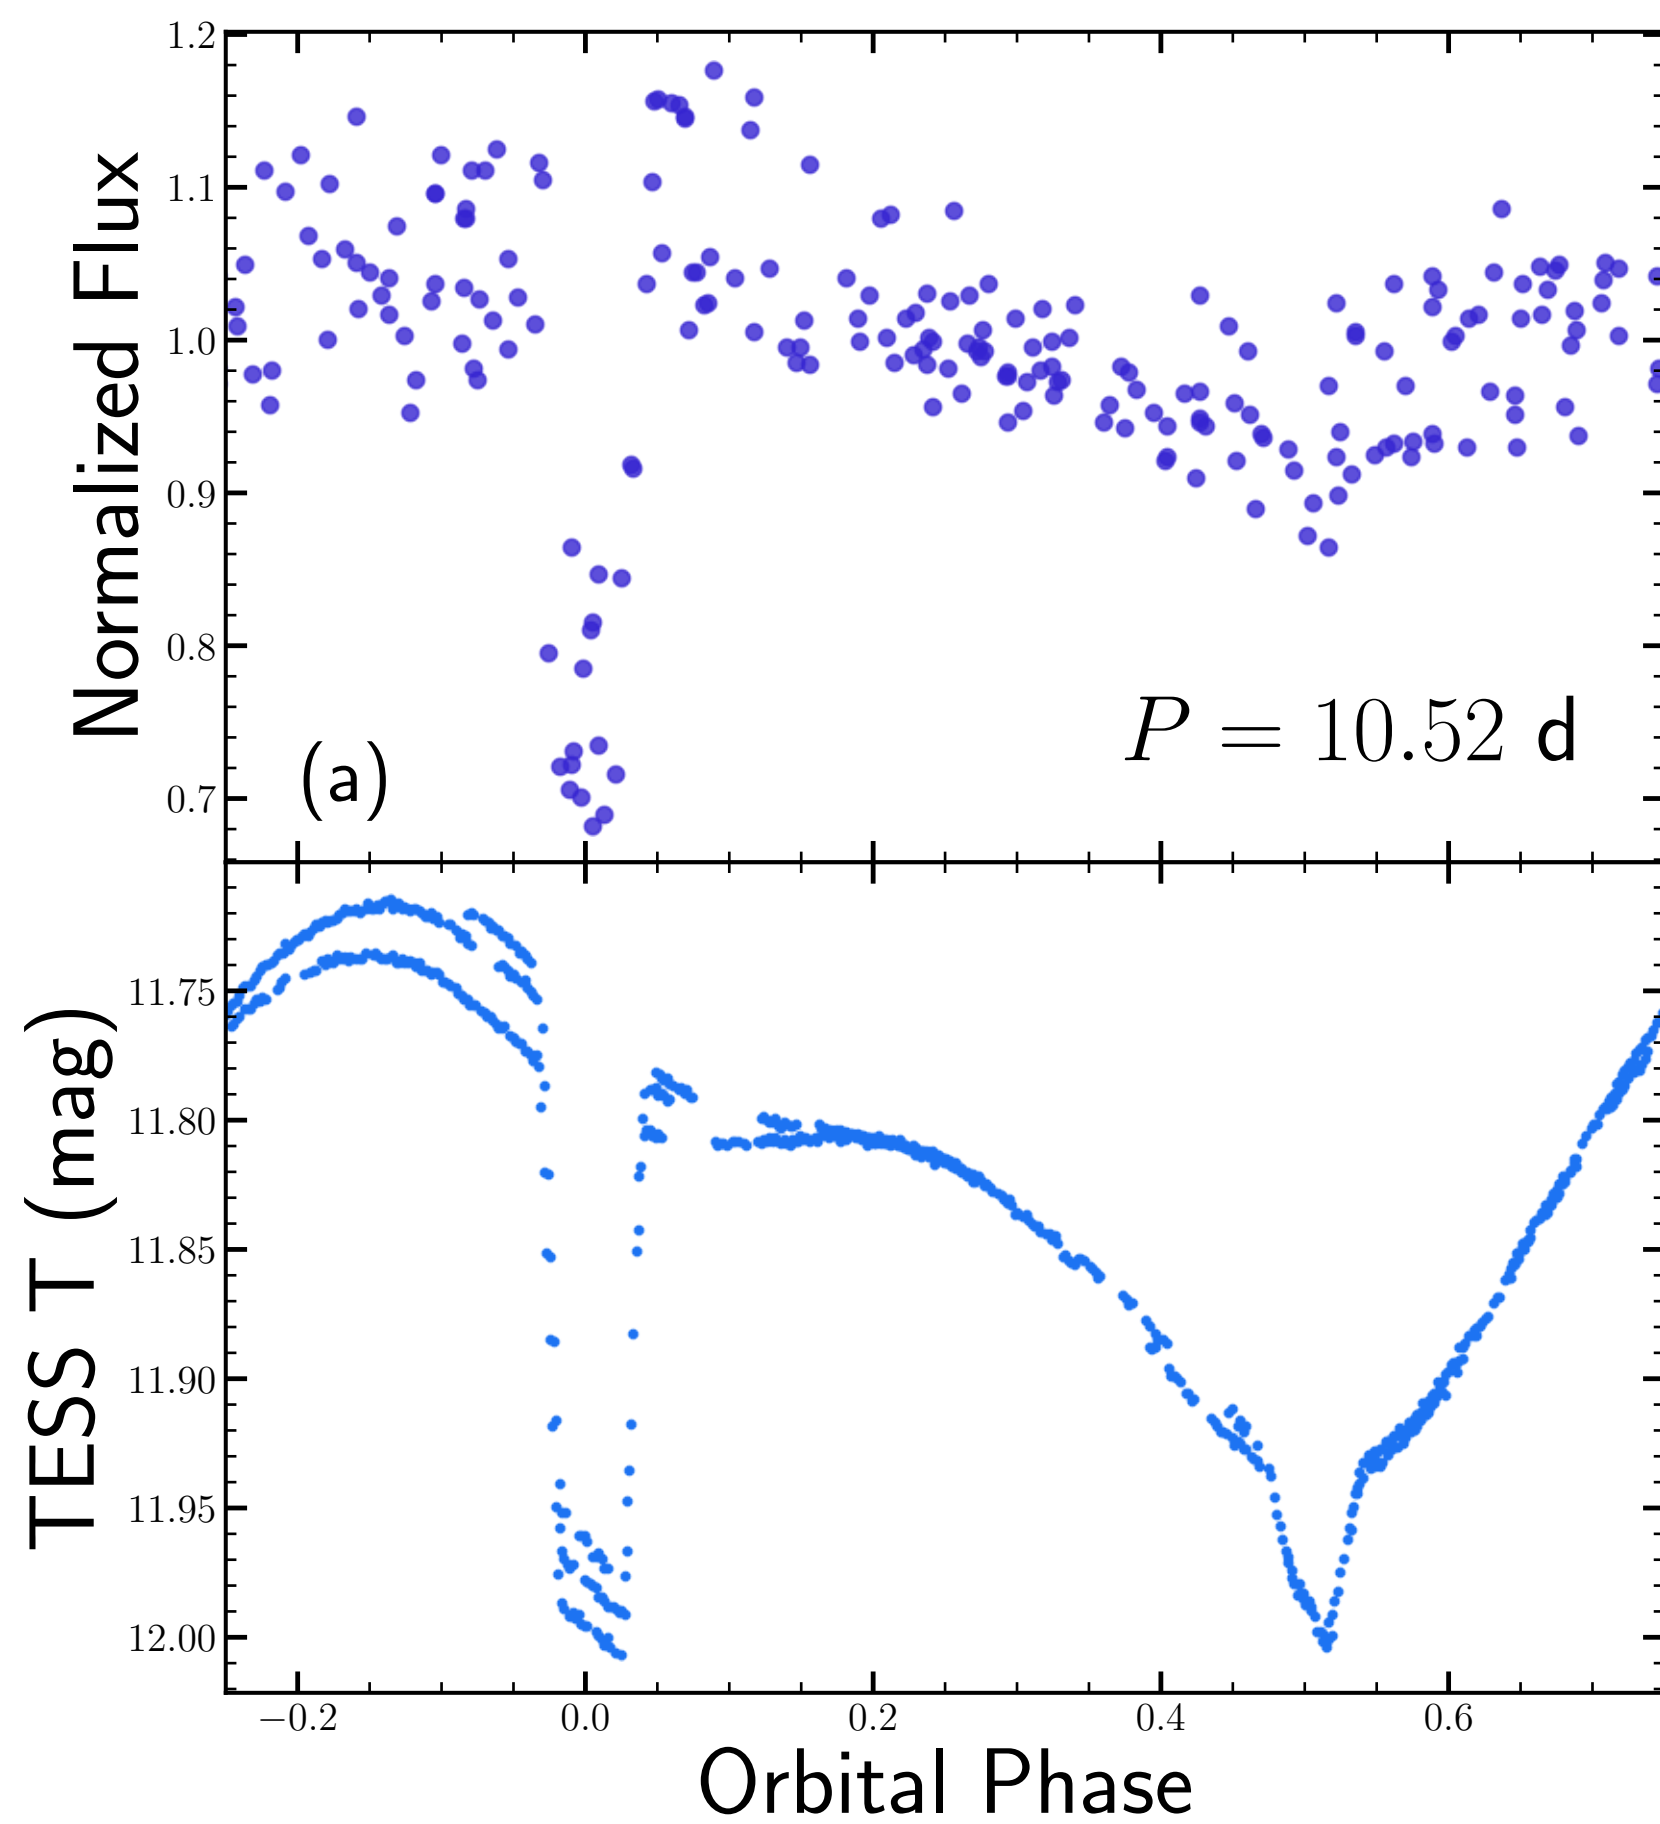 1.2
1.1
1.0
0.9
0.8
0.7
Normalized Flux
(a)
P = 10.52 d
11.75
11.80
11.85
11.90
11.95
12.00
TESS T (mag)
−0.2 0.0 0.2 0.4 0.6
Orbital Phase